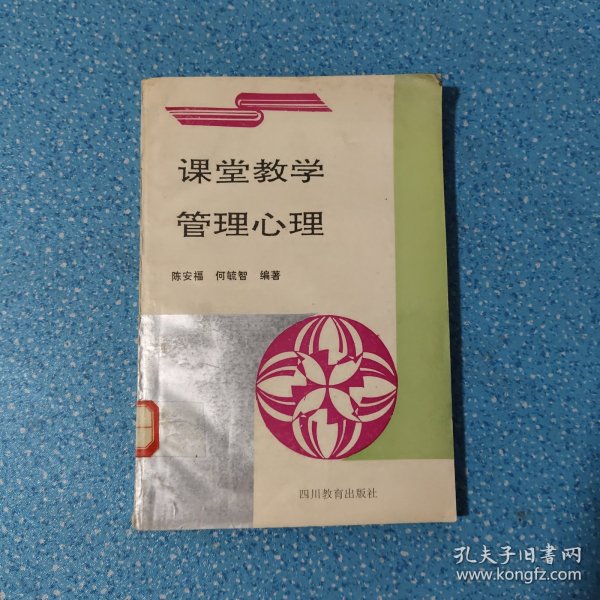 课堂教学
管理心理
陈安福 何毓智 编著
四川教育出版社
孔夫子旧书网
www.kongfz.com